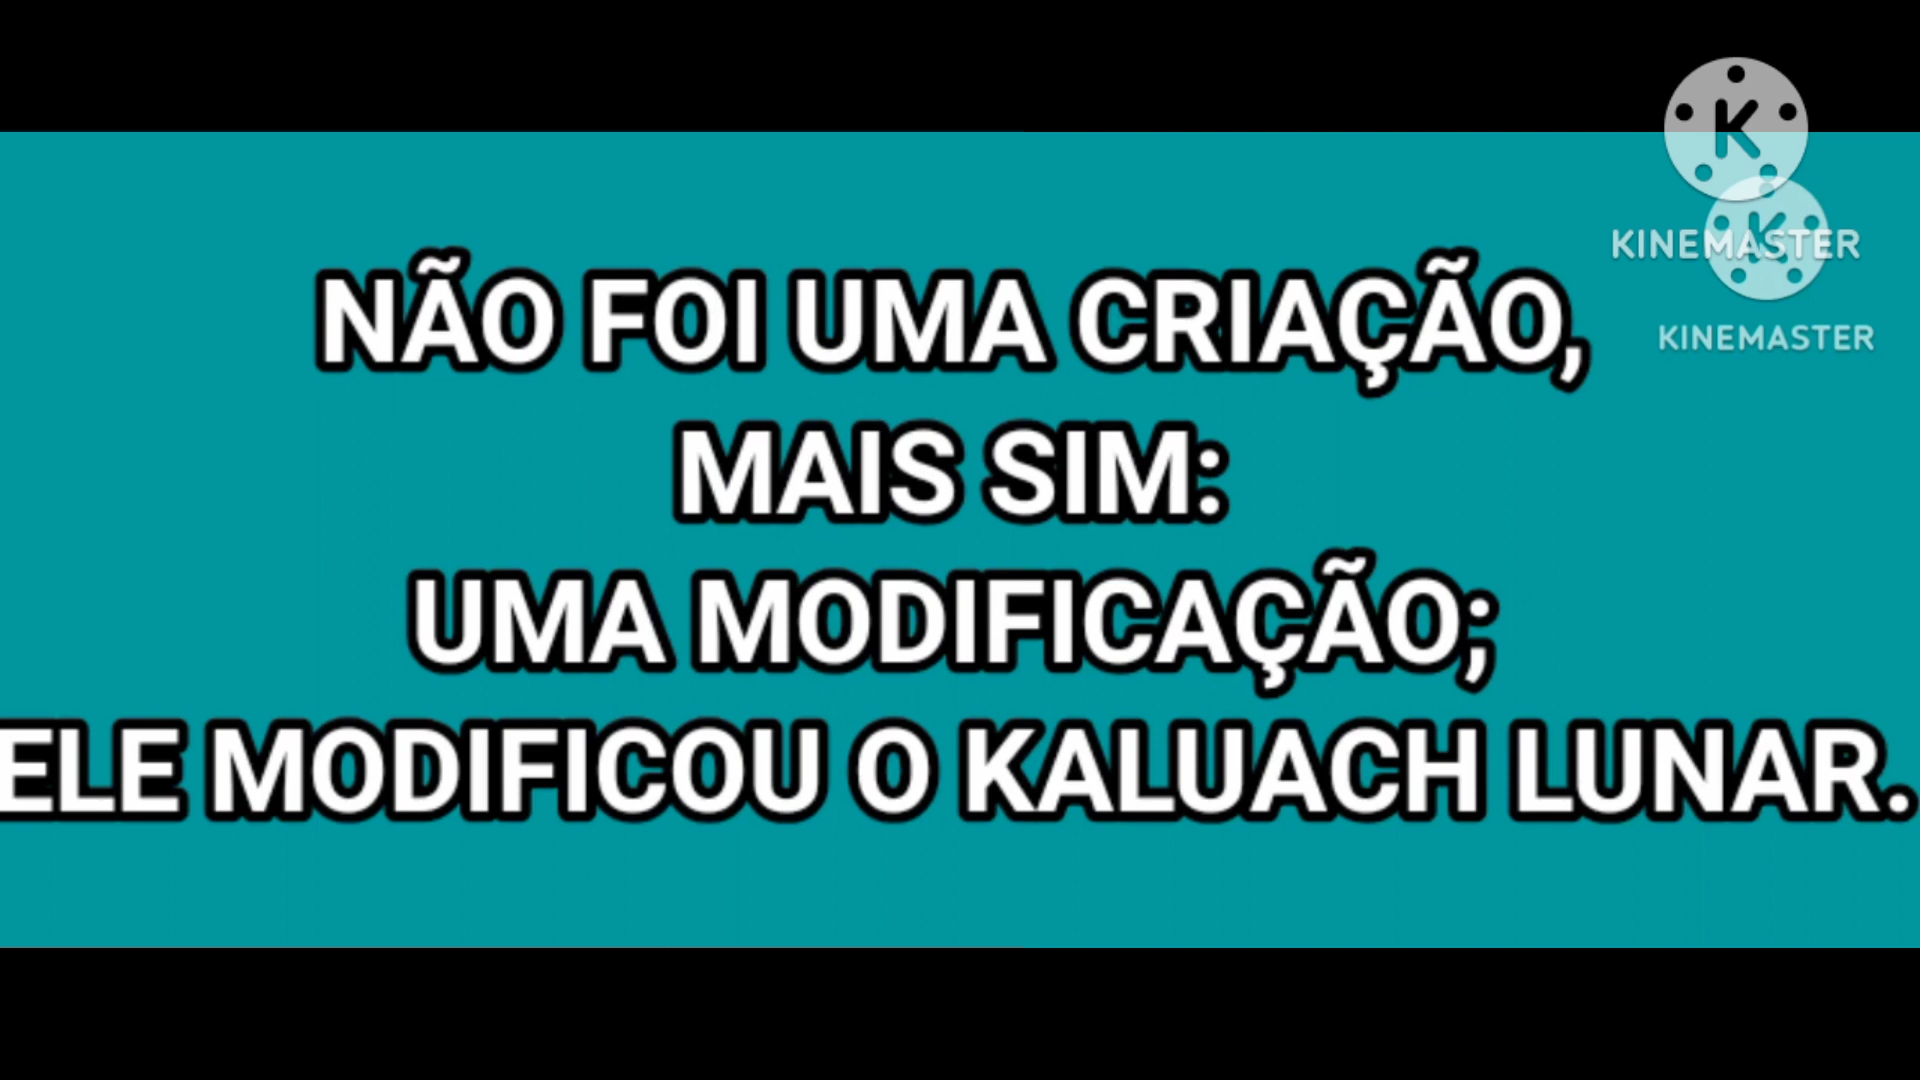 NÃO FOI UMA CRIAÇÃO,
MAIS SIM:
UMA MODIFICAÇÃO;
ELE MODIFICOU O KALUACH LUNAR.
K
KINEMASTER
K
KINEMASTER